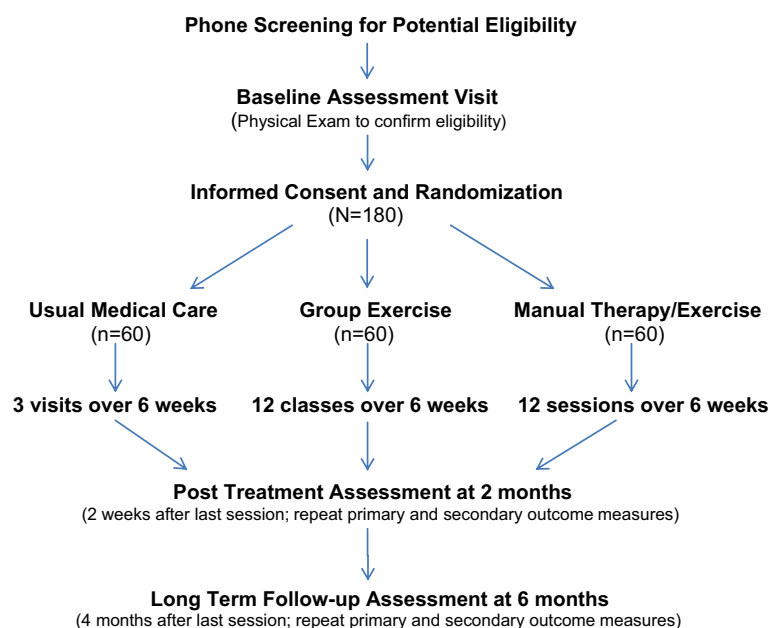 Phone Screening for Potential Eligibility
Baseline Assessment Visit
(Physical Exam to confirm eligibility)
Informed Consent and Randomization
(N=180)
Usual Medical Care
(n=60)
Group Exercise
(n=60)
Manual Therapy/Exercise
(n=60)
3 visits over 6 weeks
12 classes over 6 weeks
12 sessions over 6 weeks
Post Treatment Assessment at 2 months
(2 weeks after last session; repeat primary and secondary outcome measures)
Long Term Follow-up Assessment at 6 months
(4 months after last session; repeat primary and secondary outcome measures)